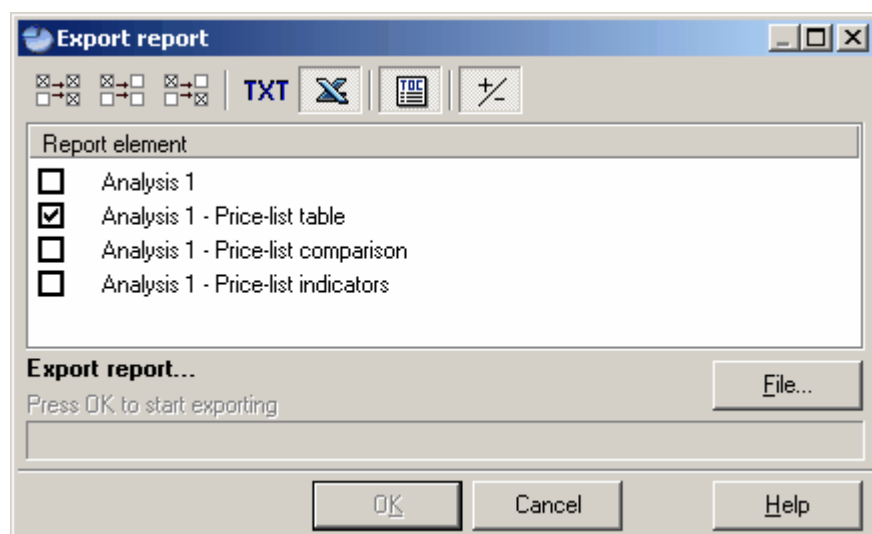 Export report
TXT TOC +/-
Report element
Analysis 1
Analysis 1 - Price-list table
Analysis 1 - Price-list comparison
Analysis 1 - Price-list indicators
Export report...
File...
Press OK to start exporting
OK Cancel Help